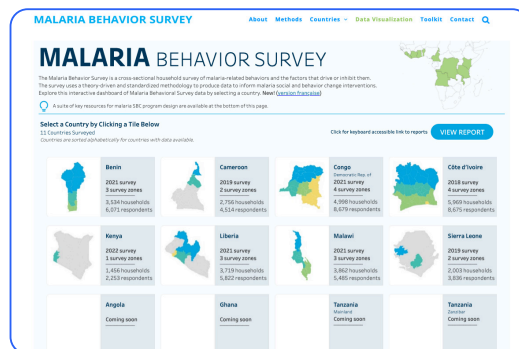 MALARIA BEHAVIOR SURVEY
About Methods Countries Data Visualization Toolkit Contact
MALARIA BEHAVIOR SURVEY
The Malaria Behavior Survey is a cross-sectional household survey of malaria-related behaviors and the factors that drive or inhibit them.
The survey uses a theory-driven and standardized methodology to produce data to inform malaria social and behavior change interventions.
Explore this interactive dashboard of Malaria Behavioral Survey data by selecting a country. New! (version française)
A suite of key resources for malaria SBC program design are available at the bottom of this page.
Select a Country by Clicking a Tile Below
11 Countries Surveyed
Countries are sorted alphabetically for countries with data available.
Click for keyboard accessible link to reports
VIEW REPORT
Benin
2021 survey
3 survey zones
3,534 households
6,071 respondents
Cameroon
2019 survey
2 survey zones
2,756 households
4,514 respondents
Congo
Democratic Rep. of
2021 survey
4 survey zones
4,998 households
8,679 respondents
Côte d'Ivoire
2018 survey
4 survey zones
5,969 households
8,675 respondents
Kenya
2022 survey
1 survey zones
1,456 households
2,253 respondents
Liberia
2021 survey
3 survey zones
3,719 households
5,822 respondents
Malawi
2021 survey
3 survey zones
3,862 households
5,485 respondents
Sierra Leone
2019 survey
2 survey zones
2,003 households
3,836 respondents
Angola
Coming soon
Ghana
Coming soon
Tanzania
Mainland
Coming soon
Tanzania
Zanzibar
Coming soon